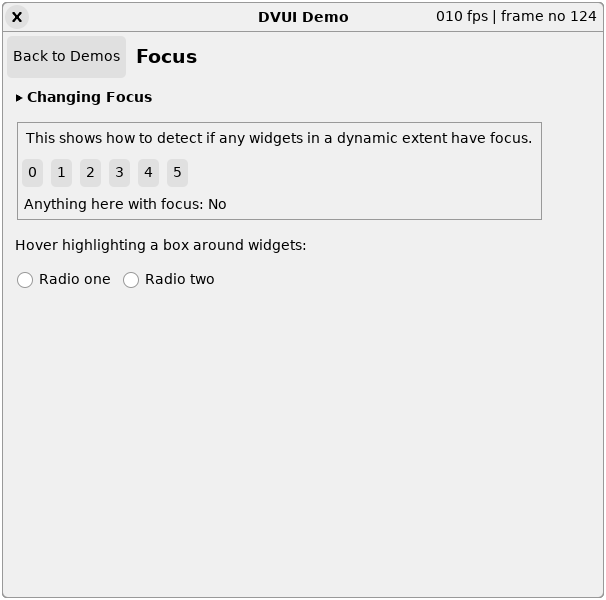 X DVUI Demo 010 fps | frame no 124
Back to Demos Focus
Changing Focus
This shows how to detect if any widgets in a dynamic extent have focus.
0 1 2 3 4 5
Anything here with focus: No
Hover highlighting a box around widgets:
Radio one Radio two